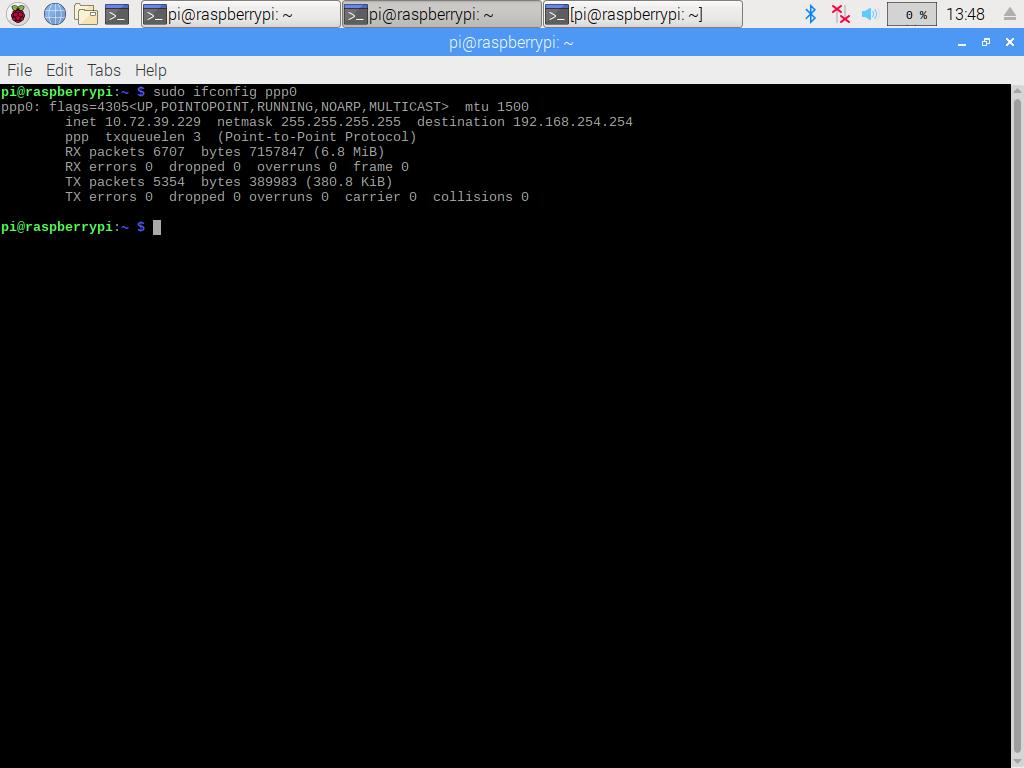 pi@raspberrypi: ~ pi@raspberrypi: ~ [pi@raspberrypi: ~] 0 % 13:48
pi@raspberrypi: ~
File Edit Tabs Help
pi@raspberrypi:~ $ sudo ifconfig ppp0
ppp0: flags=4305<UP,POINTOPOINT,RUNNING,NOARP,MULTICAST>  mtu 1500
        inet 10.72.39.229  netmask 255.255.255.255  destination 192.168.254.254
        ppp  txqueuelen 3  (Point-to-Point Protocol)
        RX packets 6707  bytes 7157847 (6.8 MiB)
        RX errors 0  dropped 0  overruns 0  frame 0
        TX packets 5354  bytes 389983 (380.8 KiB)
        TX errors 0  dropped 0 overruns 0  carrier 0  collisions 0
pi@raspberrypi:~ $